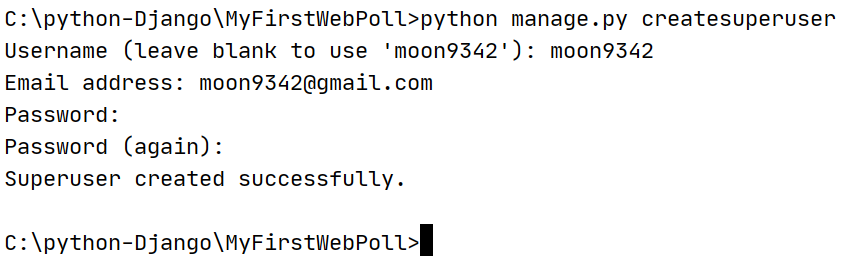 C:\python-Django\MyFirstWebPoll>python manage.py createsuperuser
Username (leave blank to use 'moon9342'): moon9342
Email address: moon9342@gmail.com
Password:
Password (again):
Superuser created successfully.
C:\python-Django\MyFirstWebPoll>